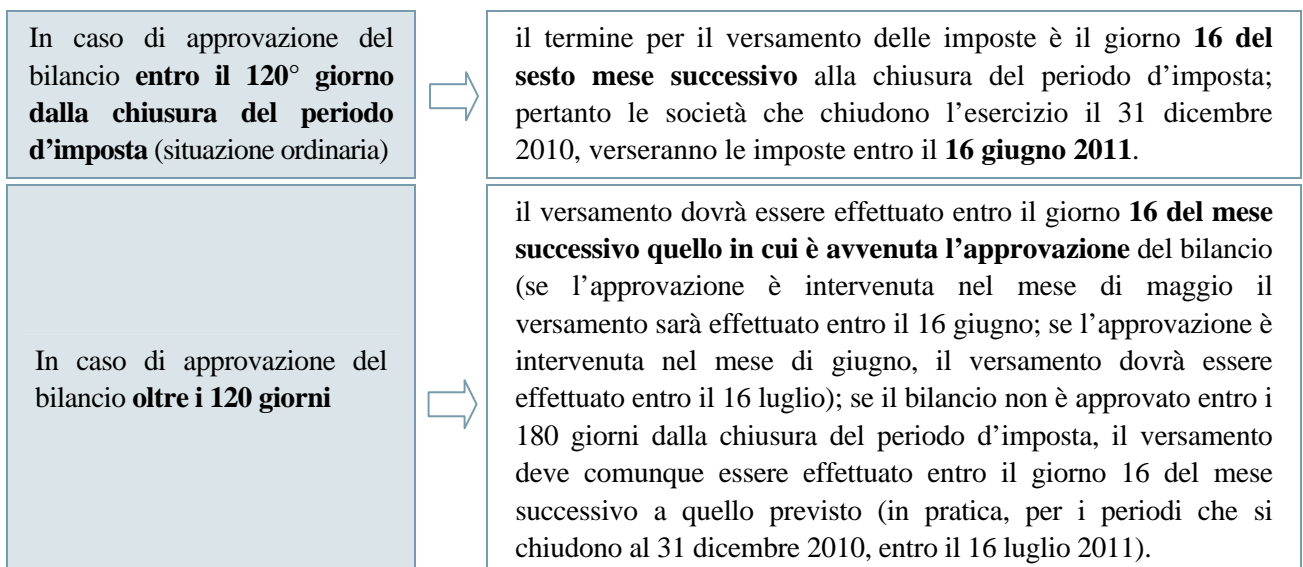 In caso di approvazione del
bilancio entro il 120° giorno
dalla chiusura del periodo
d’imposta (situazione ordinaria)
il termine per il versamento delle imposte è il giorno 16 del
sesto mese successivo alla chiusura del periodo d’imposta;
pertanto le società che chiudono l’esercizio il 31 dicembre
2010, verseranno le imposte entro il 16 giugno 2011.
In caso di approvazione del
bilancio oltre i 120 giorni
il versamento dovrà essere effettuato entro il giorno 16 del mese
successivo quello in cui è avvenuta l’approvazione del bilancio
(se l’approvazione è intervenuta nel mese di maggio il
versamento sarà effettuato entro il 16 giugno; se l’approvazione è
intervenuta nel mese di giugno, il versamento dovrà essere
effettuato entro il 16 luglio); se il bilancio non è approvato entro i
180 giorni dalla chiusura del periodo d’imposta, il versamento
deve comunque essere effettuato entro il giorno 16 del mese
successivo a quello previsto (in pratica, per i periodi che si
chiudono al 31 dicembre 2010, entro il 16 luglio 2011).